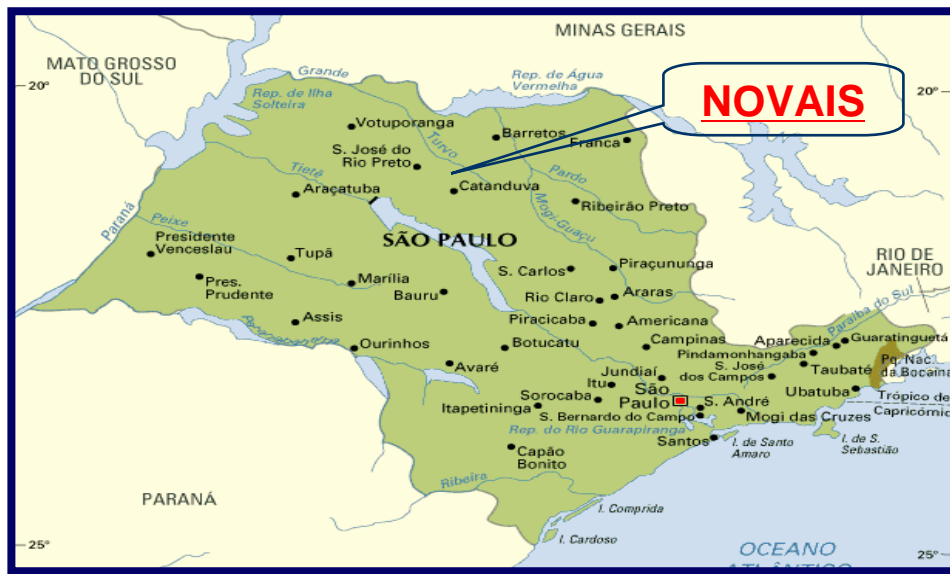 MINAS GERAIS
MATO GROSSO
DO SUL
Grande
Rep. de Água
Vermelha
20°
20°
Rep. de Ilha
Solteira
NOVAIS
Votuporanga
Turvo
Barretos
Franca
S. José do
Rio Preto
Tietê
Pardo
Araçatuba
Catanduva
Ribeirão Preto
Paraná
Peixe
Mogi-Guaçu
SÃO PAULO
Presidente
Venceslau
Tupã
RIO DE
JANEIRO
S. Carlos
Piraçununga
Pres.
Prudente
Marília
Bauru
Rio Claro
Araras
Paraíba do Sul
Assis
Piracicaba
Americana
Ourinhos
Botucatu
Campinas
Aparecida
Guaratinguetá
Pindamonhangaba
Pq. Nac.
da Bocaina
Avaré
Jundiaí
S. José
dos Campos
Taubaté
Itu
São
Paulo
Ubatuba
Trópico de
Capricórnio
Sorocaba
S. André
Itapetininga
S. Bernardo do Campo
Mogi das Cruzes
Rep. do Rio Guarapiranga
Santos
I. de Santo
Amaro
I. de S.
Sebastião
Capão
Bonito
Ribeira
PARANÁ
I. Comprida
I. Cardoso
25°
25°
OCEANO
ATLÂNTICO